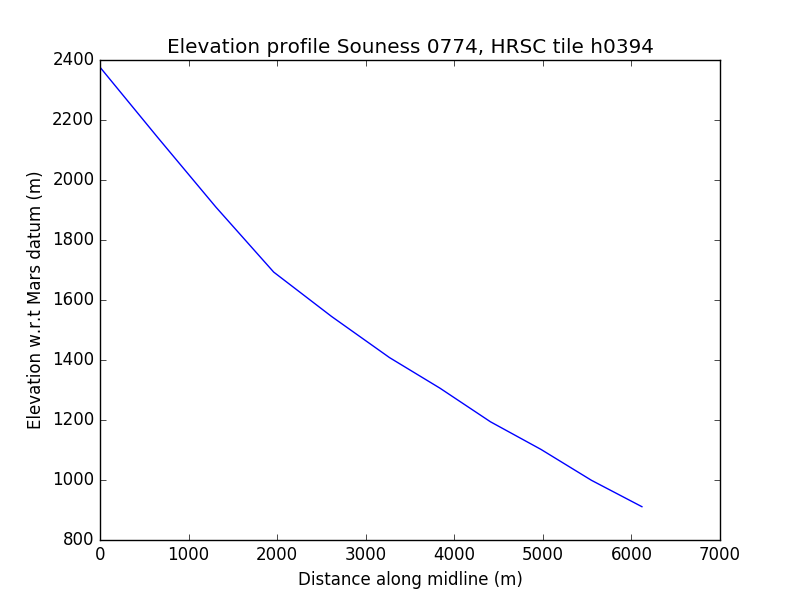 Elevation profile Souness 0774, HRSC tile h0394
Elevation w.r.t Mars datum (m)
2400
2200
2000
1800
1600
1400
1200
1000
800
0 1000 2000 3000 4000 5000 6000 7000
Distance along midline (m)